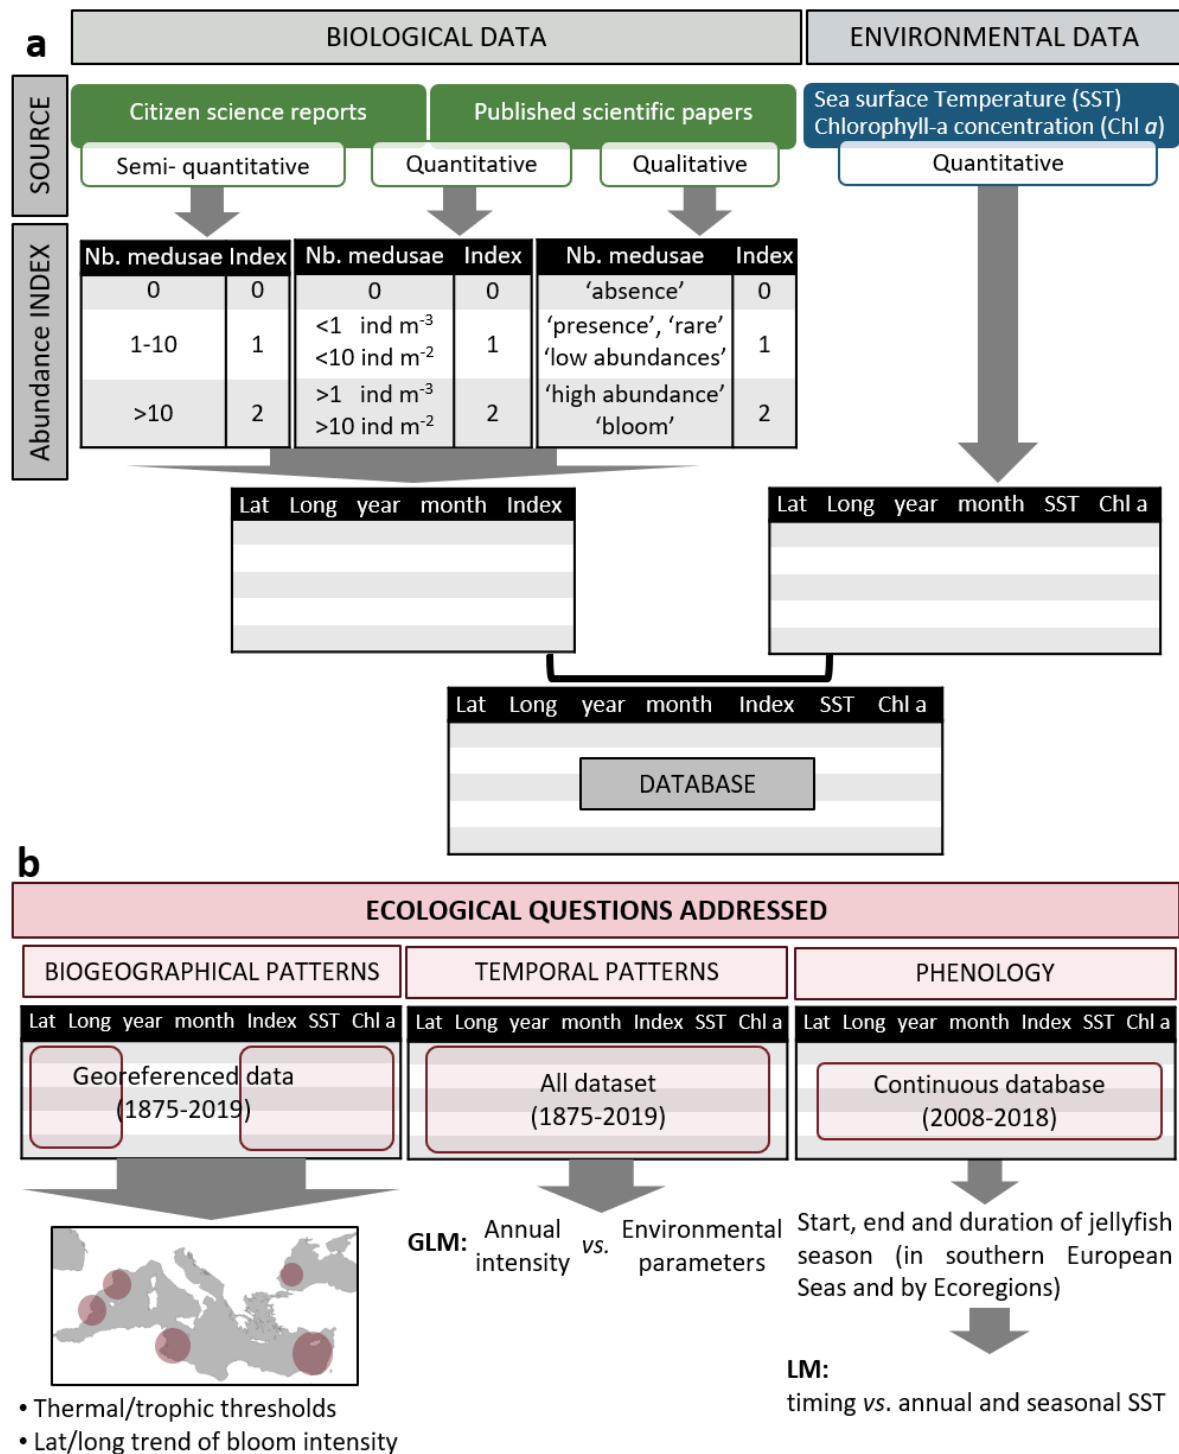 a
BIOLOGICAL DATA
ENVIRONMENTAL DATA
SOURCE
Citizen science reports
Published scientific papers
Sea surface Temperature (SST)
Chlorophyll-a concentration (Chl a)
Semi- quantitative
Quantitative
Qualitative
Quantitative
Abundance INDEX
Nb. medusae Index
0 0
1-10 1
>10 2
Nb. medusae Index
0 0
<1 ind m-3
<10 ind m-2
1
>1 ind m-3
>10 ind m-2
2
Nb. medusae Index
‘absence’ 0
‘presence’, ‘rare’
‘low abundances’
1
‘high abundance’
‘bloom’
2
Lat Long year month Index
Lat Long year month SST Chl a
Lat Long year month Index SST Chl a
DATABASE
b
ECOLOGICAL QUESTIONS ADDRESSED
BIOGEOGRAPHICAL PATTERNS
TEMPORAL PATTERNS
PHENOLOGY
Lat Long year month Index SST Chl a
Georeferenced data
(1875-2019)
Lat Long year month Index SST Chl a
All dataset
(1875-2019)
Lat Long year month Index SST Chl a
Continuous database
(2008-2018)
• Thermal/trophic thresholds
• Lat/long trend of bloom intensity
GLM: Annual intensity vs. Environmental parameters
Start, end and duration of jellyfish
season (in southern European
Seas and by Ecoregions)
LM:
timing vs. annual and seasonal SST